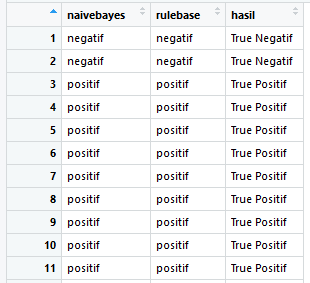 naivebayes rulebase hasil
1 negatif negatif True Negatif
2 negatif negatif True Negatif
3 positif positif True Positif
4 positif positif True Positif
5 positif positif True Positif
6 positif positif True Positif
7 positif positif True Positif
8 positif positif True Positif
9 positif positif True Positif
10 positif positif True Positif
11 positif positif True Positif